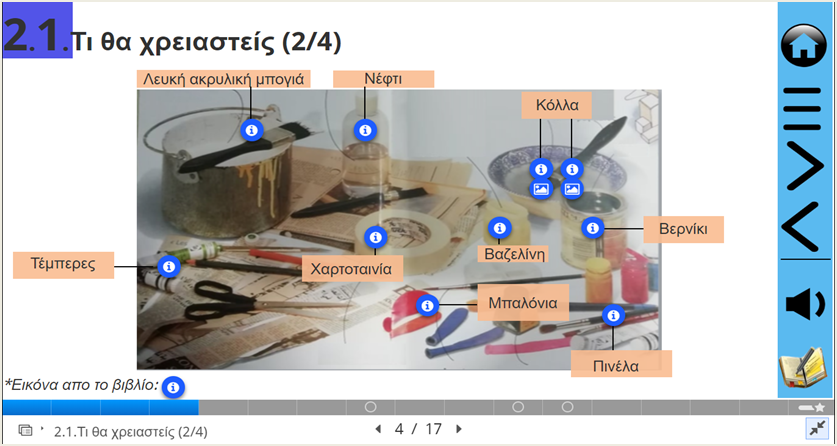 2.1.Τι θα χρειαστείς (2/4)
Λευκή ακρυλική μπογιά
Νέφτι
Κόλλα
Βερνίκι
Βαζελίνη
Τέμπερες
Χαρτοταινία
Μπαλόνια
Πινέλα
*Εικόνα απο το βιβλίο:
2.1.Τι θα χρειαστείς (2/4)
4 / 17